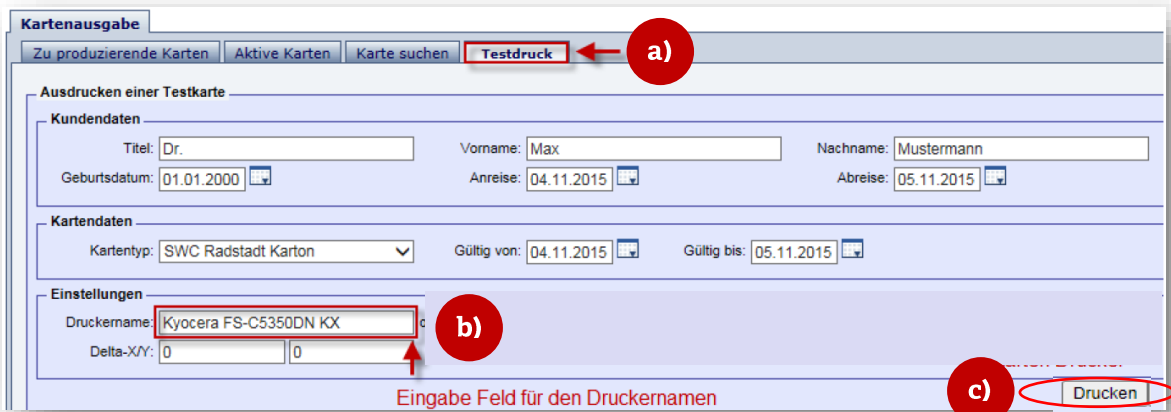 Kartenausgabe
Zu produzierende Karten Aktive Karten Karte suchen Testdruck a)
Ausdrucken einer Testkarte
Kundendaten
Titel: Dr. Vorname: Max Nachname: Mustermann
Geburtsdatum: 01.01.2000 Anreise: 04.11.2015 Abreise: 05.11.2015
Kartendaten
Kartentyp: SWC Radstadt Karton Gültig von: 04.11.2015 Gültig bis: 05.11.2015
Einstellungen
Druckername: Kyocera FS-C5350DN KX b)
Delta-X/Y: 0 0
Eingabe Feld für den Druckernamen c) Drucken